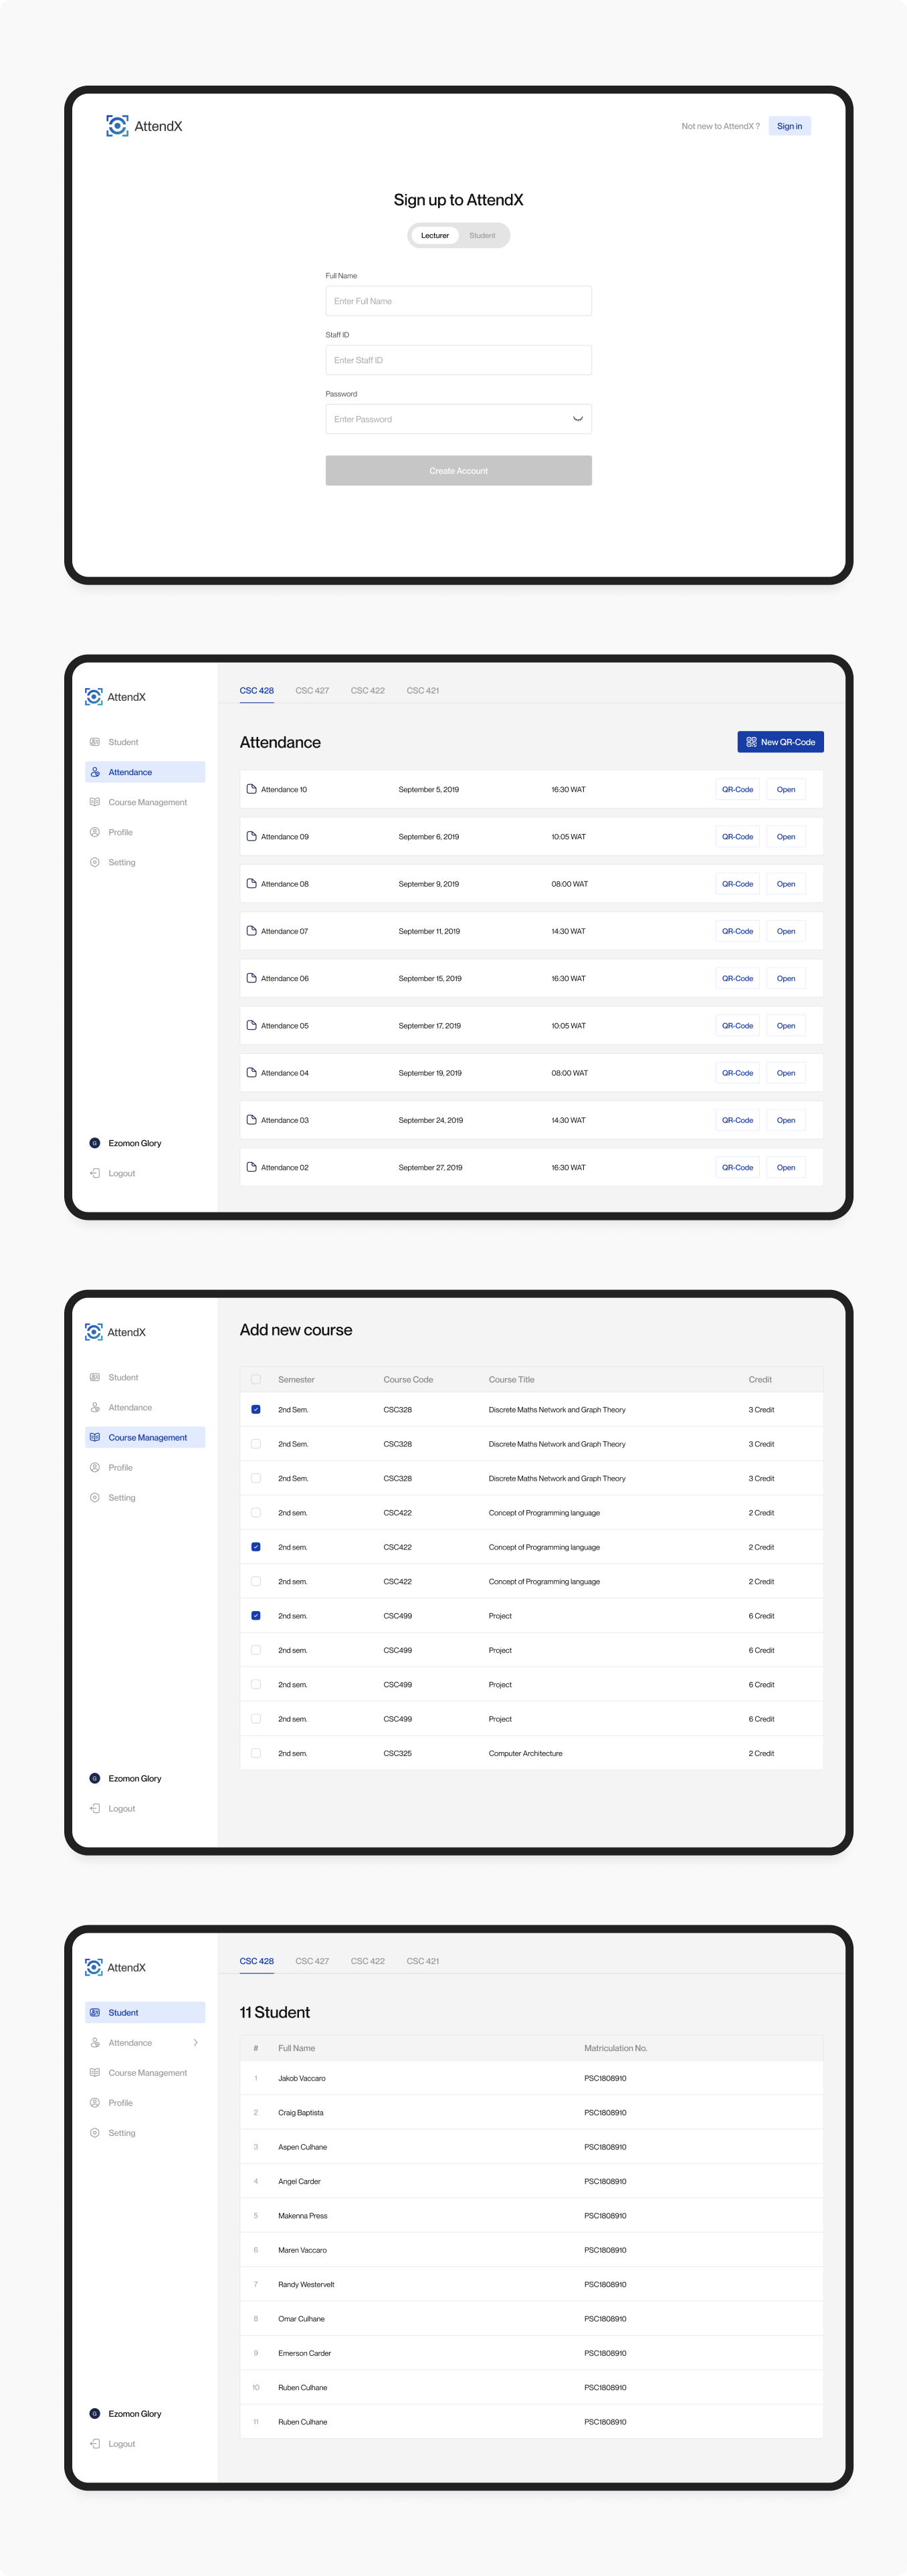 AttendX
Not new to AttendX ? Sign in
Sign up to AttendX
Lecturer Student
Full Name
Enter Full Name
Staff ID
Enter Staff ID
Password
Enter Password
Create Account
AttendX
Student
Attendance
Course Management
Profile
Setting
Ezomon Glory
Logout
CSC 428 CSC 427 CSC 422 CSC 421
Attendance New QR-Code
Attendance 10 September 5, 2019 16:30 WAT QR-Code Open
Attendance 09 September 6, 2019 10:05 WAT QR-Code Open
Attendance 08 September 9, 2019 08:00 WAT QR-Code Open
Attendance 07 September 11, 2019 14:30 WAT QR-Code Open
Attendance 06 September 15, 2019 16:30 WAT QR-Code Open
Attendance 05 September 17, 2019 10:05 WAT QR-Code Open
Attendance 04 September 19, 2019 08:00 WAT QR-Code Open
Attendance 03 September 24, 2019 14:30 WAT QR-Code Open
Attendance 02 September 27, 2019 16:30 WAT QR-Code Open
AttendX
Student
Attendance
Course Management
Profile
Setting
G Ezomon Glory
Logout
Add new course
Semester Course Code Course Title Credit
2nd Sem. CSC328 Discrete Maths Network and Graph Theory 3 Credit
2nd Sem. CSC328 Discrete Maths Network and Graph Theory 3 Credit
2nd Sem. CSC328 Discrete Maths Network and Graph Theory 3 Credit
2nd sem. CSC422 Concept of Programming language 2 Credit
2nd sem. CSC422 Concept of Programming language 2 Credit
2nd sem. CSC422 Concept of Programming language 2 Credit
2nd sem. CSC499 Project 6 Credit
2nd sem. CSC499 Project 6 Credit
2nd sem. CSC499 Project 6 Credit
2nd sem. CSC499 Project 6 Credit
2nd sem. CSC325 Computer Architecture 2 Credit
AttendX
Student
Attendance
Course Management
Profile
Setting
G Ezomon Glory
Logout
CSC 428 CSC 427 CSC 422 CSC 421
11 Student
# Full Name Matriculation No.
1 Jakob Vaccaro PSC1808910
2 Craig Baptista PSC1808910
3 Aspen Culhane PSC1808910
4 Angel Carder PSC1808910
5 Makenna Press PSC1808910
6 Maren Vaccaro PSC1808910
7 Randy Westervelt PSC1808910
8 Omar Culhane PSC1808910
9 Emerson Carder PSC1808910
10 Ruben Culhane PSC1808910
11 Ruben Culhane PSC1808910